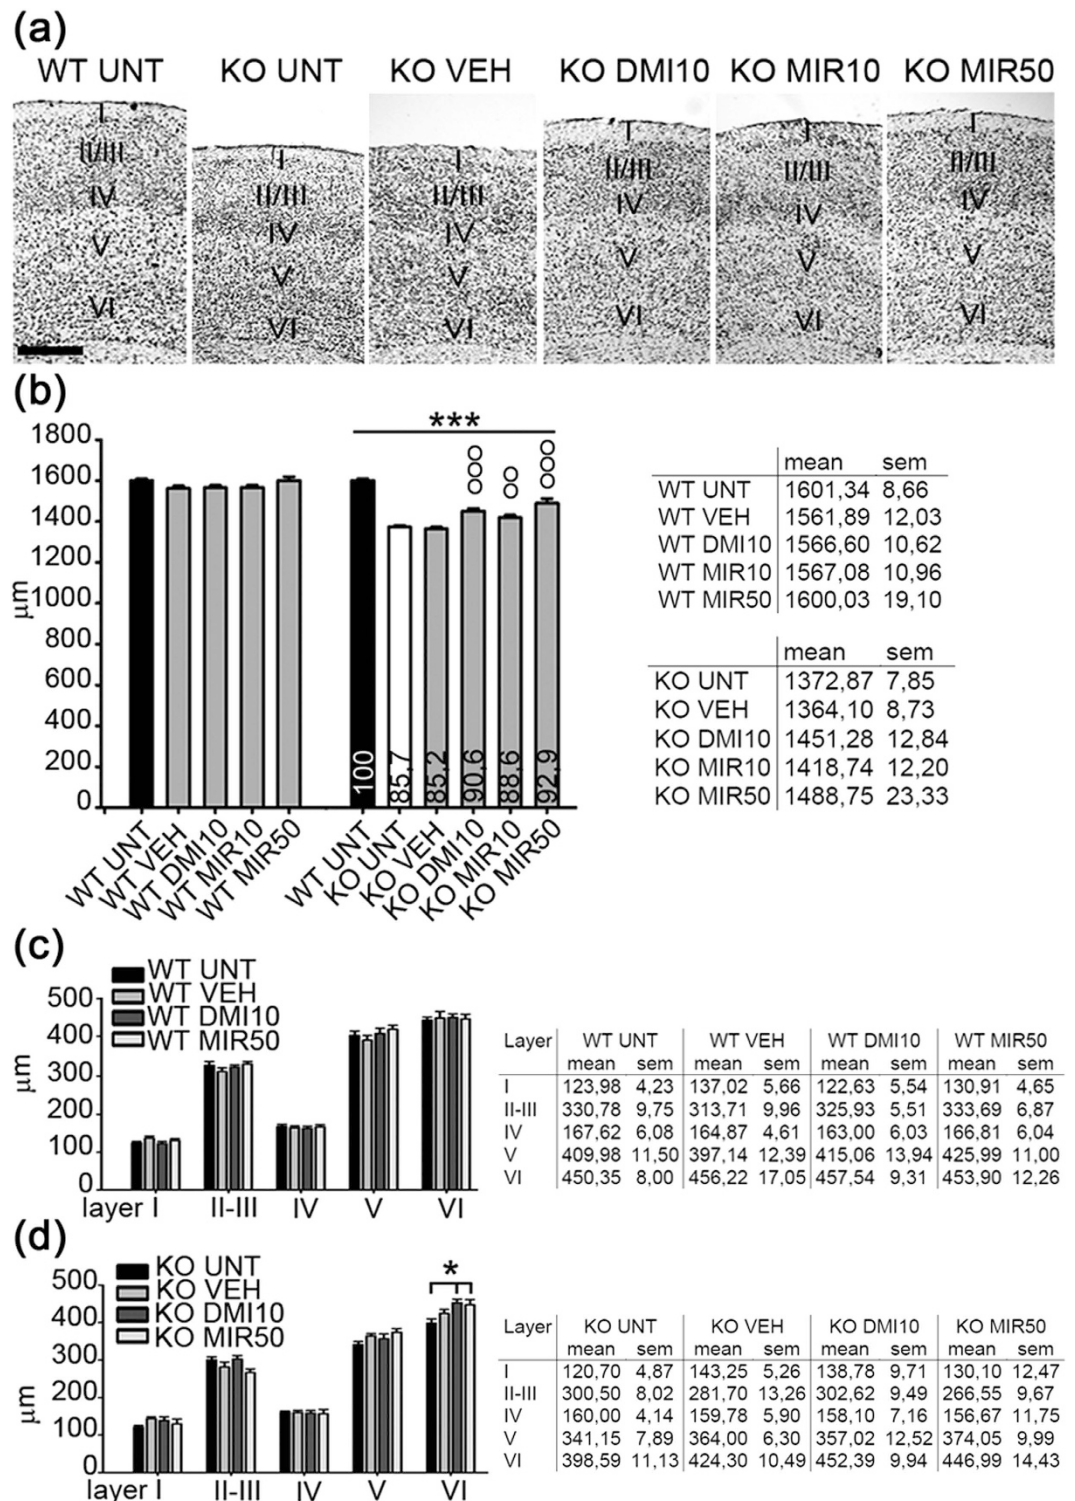 (a)
WT UNT KO UNT KO VEH KO DMI10 KO MIR10 KO MIR50
I I I I I I
II/III II/III II/III II/III II/III II/III
IV IV IV IV IV IV
V V V V V V
VI VI VI VI VI VI
(b)
***
1800
1600
1400
1200
1000
800
600
400
200
0
µm
ooo oo ooo
100 85,7 85,2 90,6 88,6 92,9
WT UNT WT VEH WT DMI10 WT MIR10 WT MIR50 WT UNT KO UNT KO VEH KO DMI10 KO MIR10 KO MIR50
mean sem
WT UNT 1601,34 8,66
WT VEH 1561,89 12,03
WT DMI10 1566,60 10,62
WT MIR10 1567,08 10,96
WT MIR50 1600,03 19,10
mean sem
KO UNT 1372,87 7,85
KO VEH 1364,10 8,73
KO DMI10 1451,28 12,84
KO MIR10 1418,74 12,20
KO MIR50 1488,75 23,33
(c)
WT UNT
WT VEH
WT DMI10
WT MIR50
500
400
300
200
100
0
µm
layer I II-III IV V VI
Layer WT UNT WT VEH WT DMI10 WT MIR50
mean sem mean sem mean sem mean sem
I 123,98 4,23 137,02 5,66 122,63 5,54 130,91 4,65
II-III 330,78 9,75 313,71 9,96 325,93 5,51 333,69 6,87
IV 167,62 6,08 164,87 4,61 163,00 6,03 166,81 6,04
V 409,98 11,50 397,14 12,39 415,06 13,94 425,99 11,00
VI 450,35 8,00 456,22 17,05 457,54 9,31 453,90 12,26
(d)
KO UNT
KO VEH
KO DMI10
KO MIR50
*
500
400
300
200
100
0
µm
layer I II-III IV V VI
Layer KO UNT KO VEH KO DMI10 KO MIR50
mean sem mean sem mean sem mean sem
I 120,70 4,87 143,25 5,26 138,78 9,71 130,10 12,47
II-III 300,50 8,02 281,70 13,26 302,62 9,49 266,55 9,67
IV 160,00 4,14 159,78 5,90 158,10 7,16 156,67 11,75
V 341,15 7,89 364,00 6,30 357,02 12,52 374,05 9,99
VI 398,59 11,13 424,30 10,49 452,39 9,94 446,99 14,43